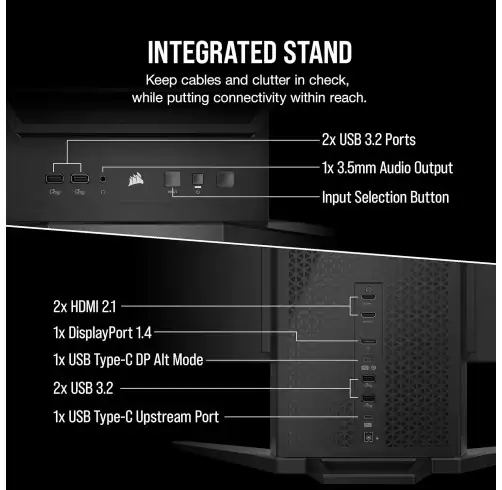 INTEGRATED STAND
Keep cables and clutter in check,
while putting connectivity within reach.
2x USB 3.2 Ports
1x 3.5mm Audio Output
Input Selection Button
2x HDMI 2.1
1x DisplayPort 1.4
1x USB Type-C DP Alt Mode
2x USB 3.2
1x USB Type-C Upstream Port